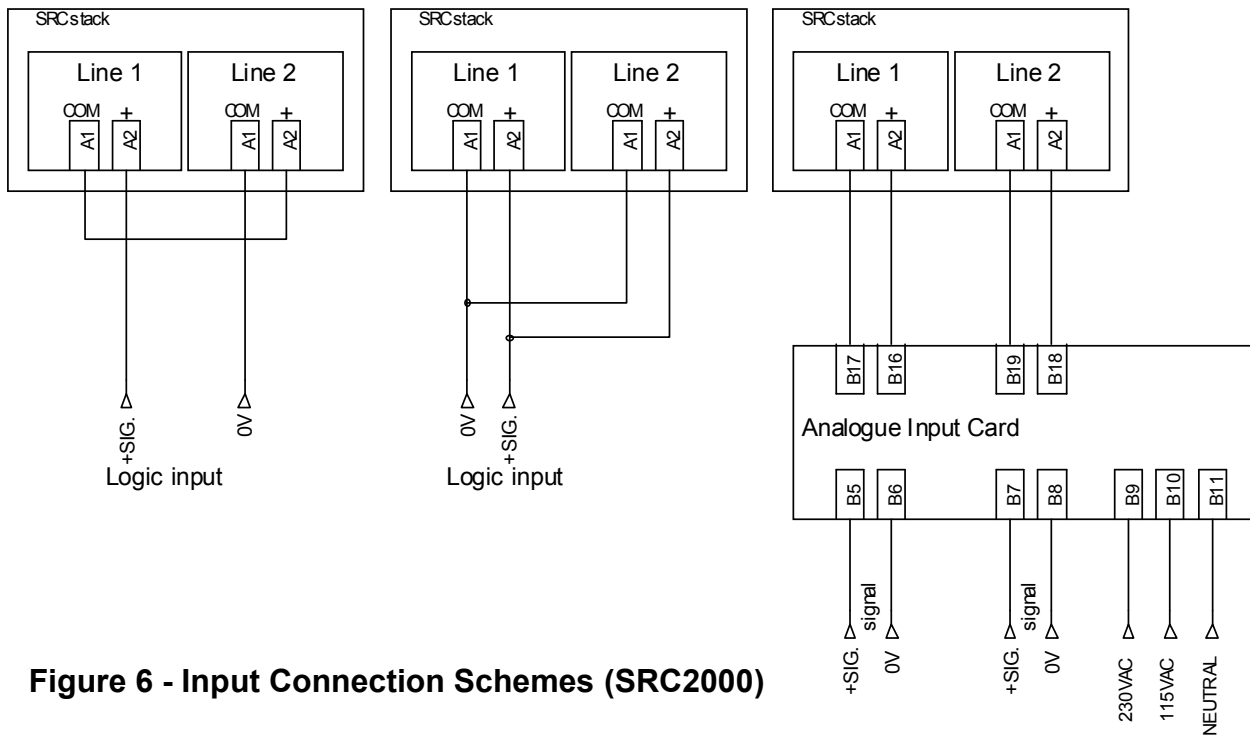 SRCstack SRCstack SRCstack
Line 1 Line 2 Line 1 Line 2 Line 1 Line 2
COM + COM + COM + COM + COM + COM +
A1 A2 A1 A2 A1 A2 A1 A2 A1 A2 A1 A2
B17 B16 B19 B18
0V +SIG.
+SIG. 0V
Logic input Logic input
Analogue Input Card
B5 B6 B7 B8 B9 B10 B11
signal signal
+SIG. 0V +SIG. 0V 230VAC 115VAC NEUTRAL
Figure 6 - Input Connection Schemes (SRC2000)